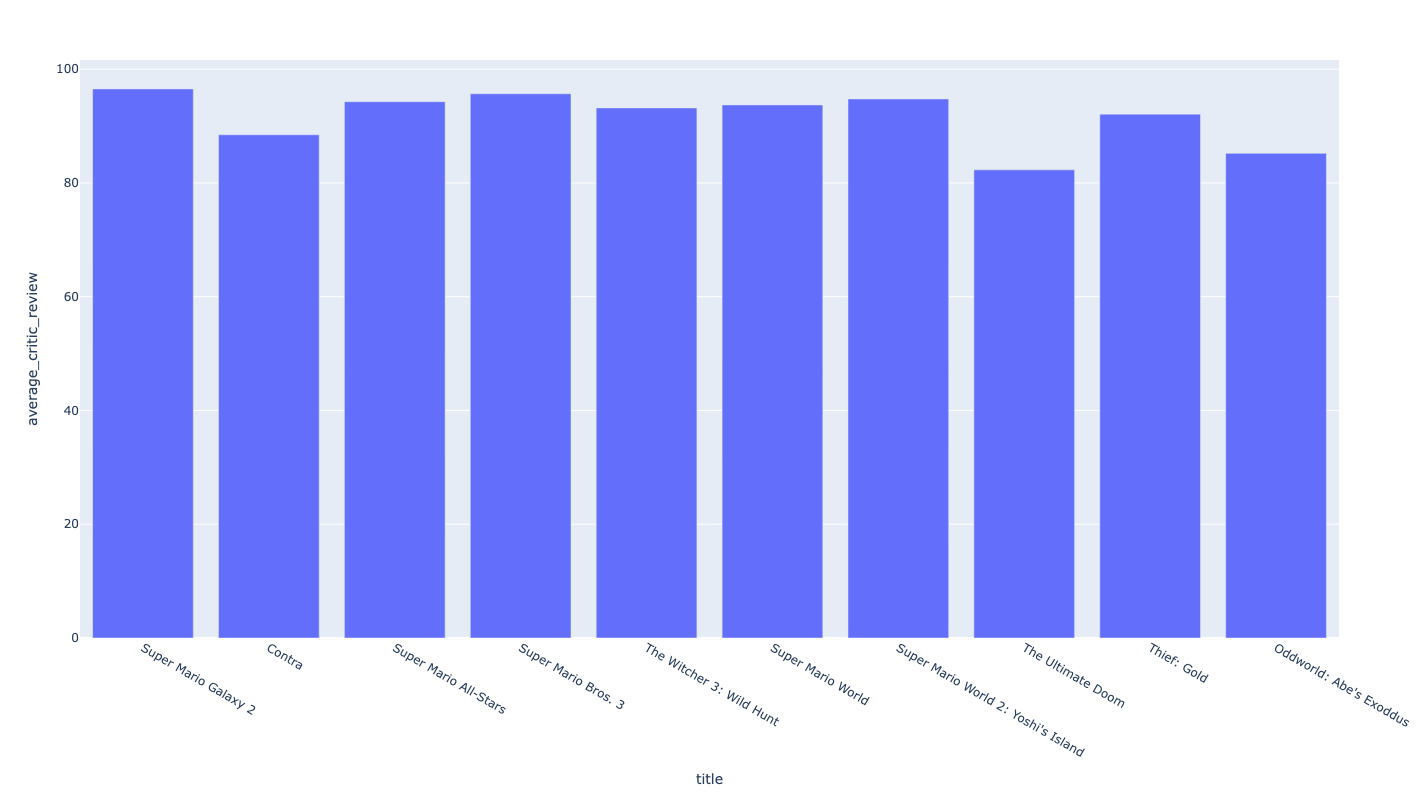 100
80
60
40
20
0
average_critic_review
Super Mario Galaxy 2
Contra
Super Mario All-Stars
Super Mario Bros. 3
The Witcher 3: Wild Hunt
Super Mario World
Super Mario World 2: Yoshi's Island
The Ultimate Doom
Thief: Gold
Oddworld: Abe's Exoddus
title